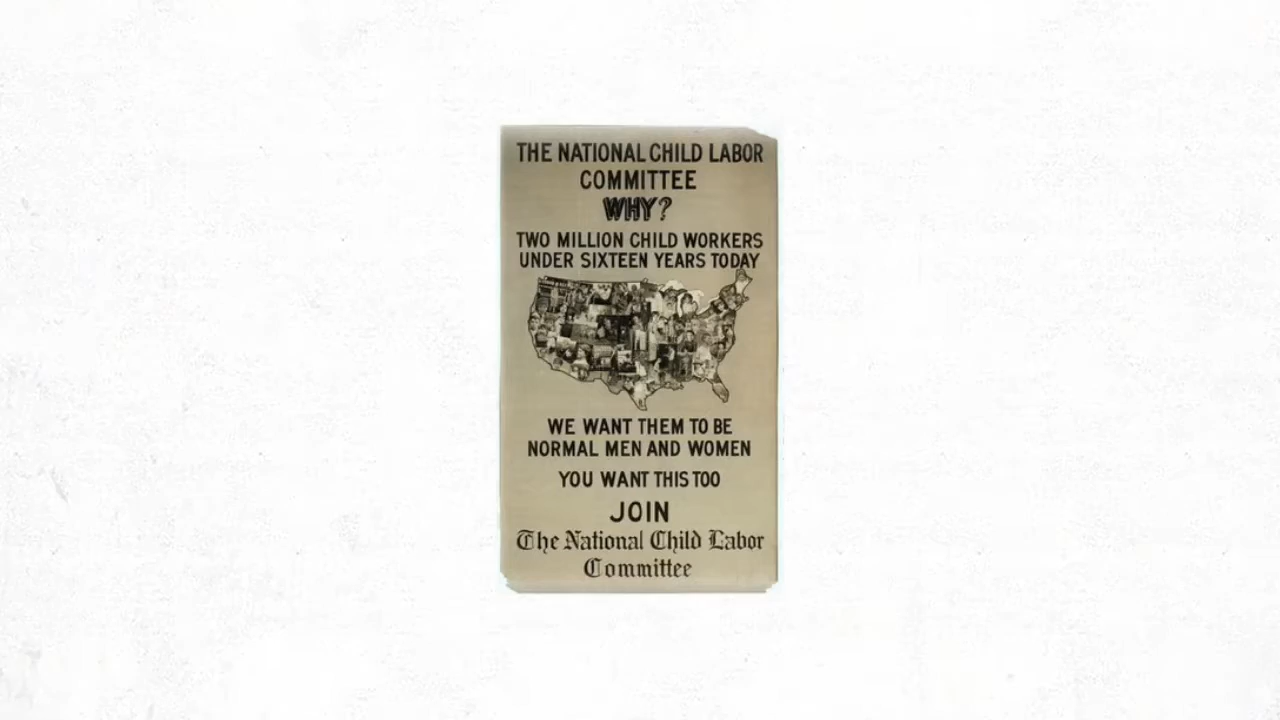 THE NATIONAL CHILD LABOR
COMMITTEE
WHY?
TWO MILLION CHILD WORKERS
UNDER SIXTEEN YEARS TODAY
WE WANT THEM TO BE
NORMAL MEN AND WOMEN
YOU WANT THIS TOO
JOIN
The National Child Labor
Committee